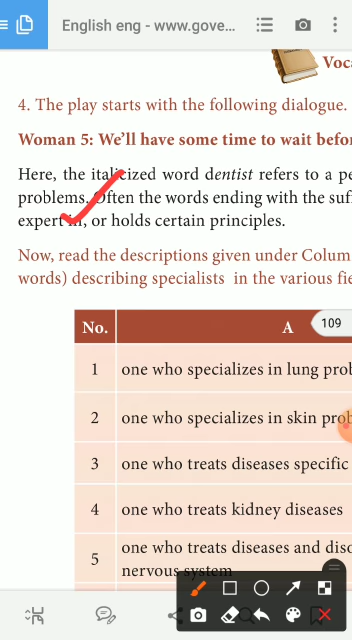 English eng - www.gove...
Voca
4. The play starts with the following dialogue.
Woman 5: We'll have some time to wait befor
Here, the italicized word dentist refers to a pe
problems. Often the words ending with the suf
expert in, or holds certain principles.
Now, read the descriptions given under Colum
words) describing specialists in the various fie
No. A
109
1 one who specializes in lung prob
2 one who specializes in skin prob
3 one who treats diseases specific
4 one who treats kidney diseases
5 one who treats diseases and diso
nervous system